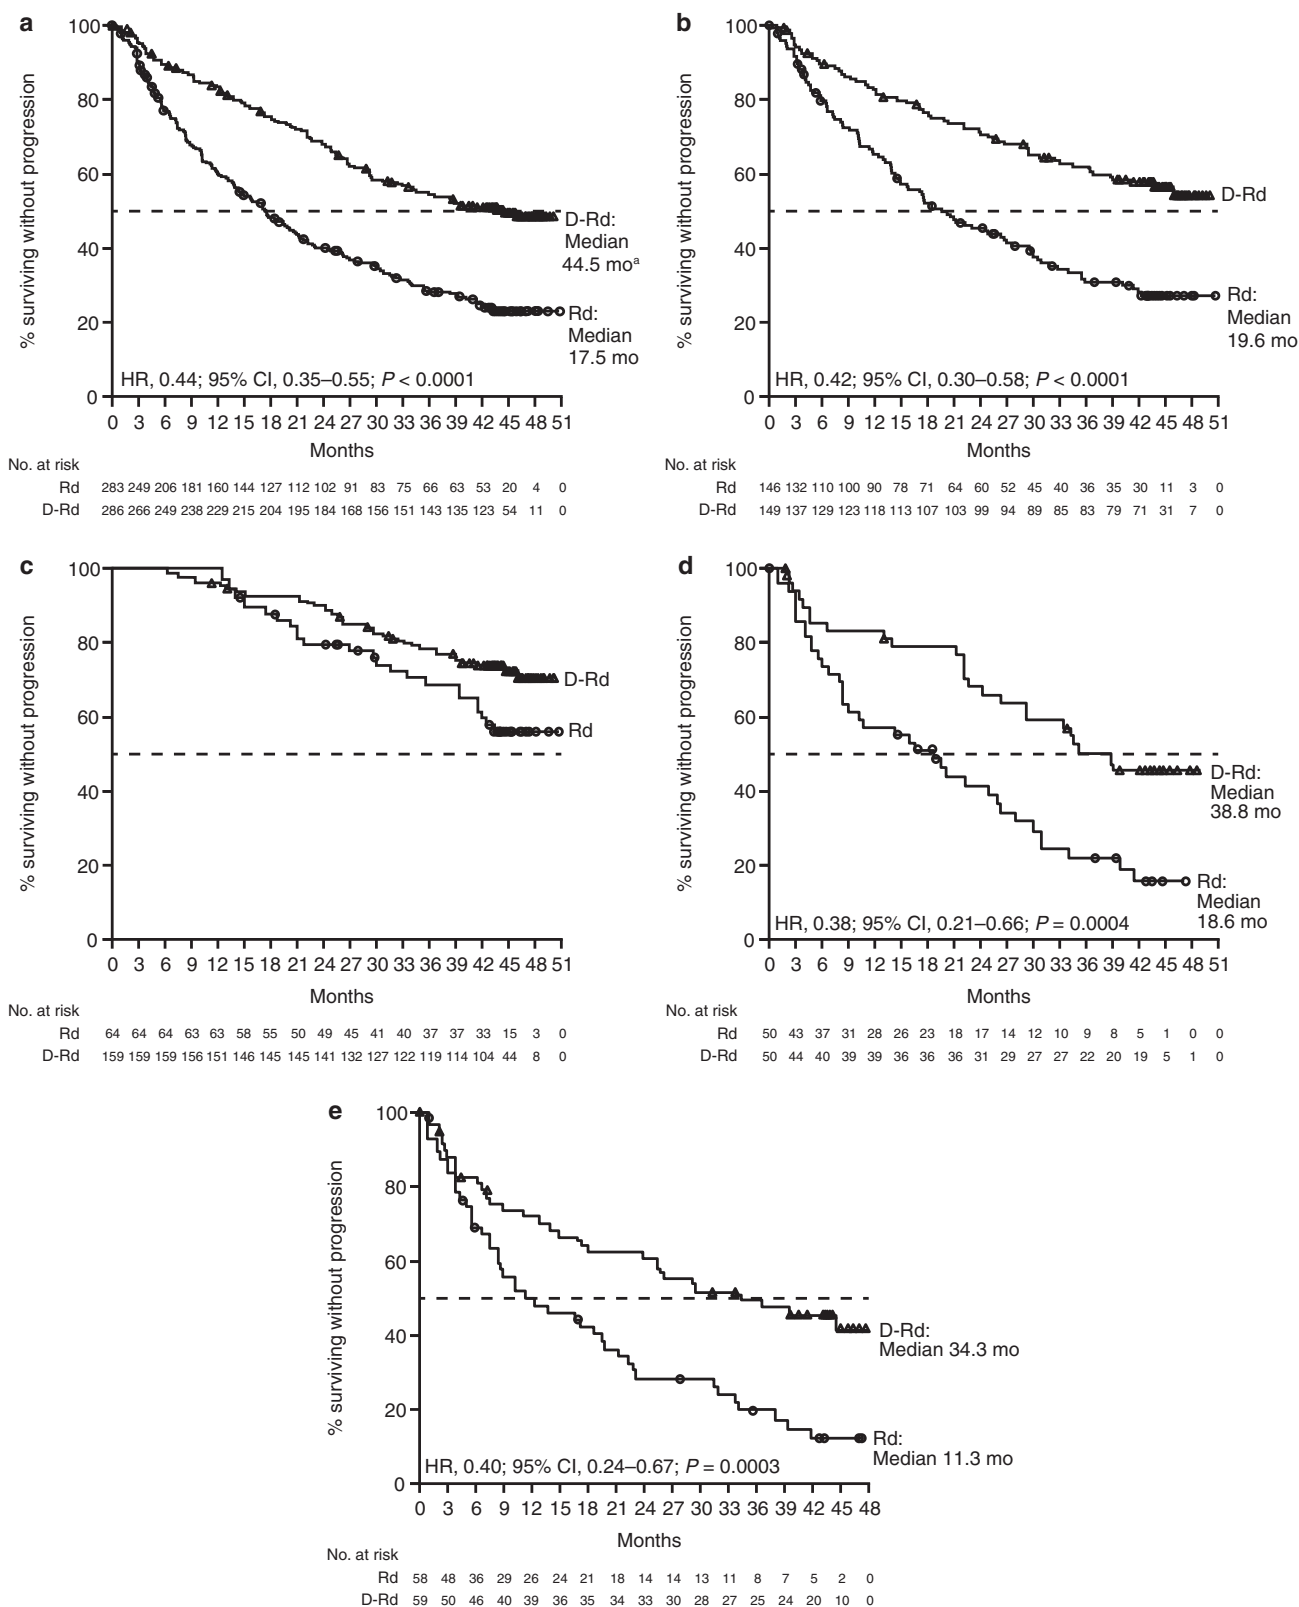 a
% surviving without progression
100
80
60
40
20
0
D-Rd:
Median
44.5 moᵃ
Rd:
Median
17.5 mo
HR, 0.44; 95% CI, 0.35–0.55; P < 0.0001
0 3 6 9 12 15 18 21 24 27 30 33 36 39 42 45 48 51
Months
No. at risk
Rd 283 249 206 181 160 144 127 112 102 91 83 75 66 63 53 20 4 0
D-Rd 286 266 249 238 229 215 204 195 184 168 156 151 143 135 123 54 11 0
b
% surviving without progression
100
80
60
40
20
0
D-Rd
Rd:
Median
19.6 mo
HR, 0.42; 95% CI, 0.30–0.58; P < 0.0001
0 3 6 9 12 15 18 21 24 27 30 33 36 39 42 45 48 51
Months
No. at risk
Rd 146 132 110 100 90 78 71 64 60 52 45 40 36 35 30 11 3 0
D-Rd 149 137 129 123 118 113 107 103 99 94 89 85 83 79 71 31 7 0
c
% surviving without progression
100
80
60
40
20
0
D-Rd
Rd
0 3 6 9 12 15 18 21 24 27 30 33 36 39 42 45 48 51
Months
No. at risk
Rd 64 64 64 63 63 58 55 50 49 45 41 40 37 37 33 15 3 0
D-Rd 159 159 159 156 151 146 145 145 141 132 127 122 119 114 104 44 8 0
d
% surviving without progression
100
80
60
40
20
0
D-Rd:
Median
38.8 mo
Rd:
Median
18.6 mo
HR, 0.38; 95% CI, 0.21–0.66; P = 0.0004
0 3 6 9 12 15 18 21 24 27 30 33 36 39 42 45 48 51
Months
No. at risk
Rd 50 43 37 31 28 26 23 18 17 14 12 10 9 8 5 1 0 0
D-Rd 50 44 40 39 39 36 36 36 31 29 27 27 22 20 19 5 1 0
e
% surviving without progression
100
80
60
40
20
0
D-Rd:
Median 34.3 mo
Rd:
Median 11.3 mo
HR, 0.40; 95% CI, 0.24–0.67; P = 0.0003
0 3 6 9 12 15 18 21 24 27 30 33 36 39 42 45 48
Months
No. at risk
Rd 58 48 36 29 26 24 21 18 14 14 13 11 8 7 5 2 0
D-Rd 59 50 46 40 39 36 35 34 33 30 28 27 25 24 20 10 0